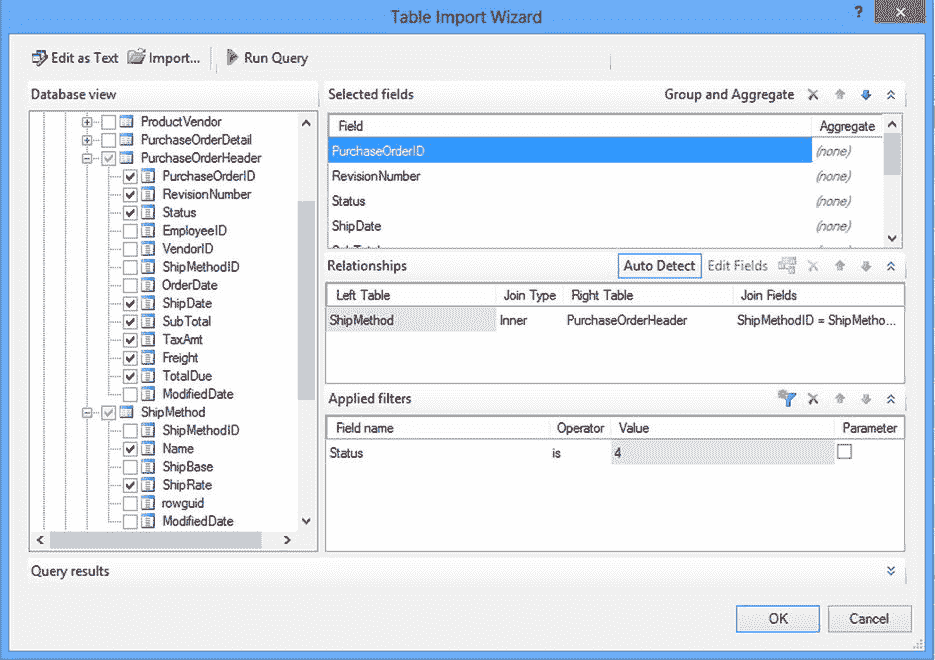 Table Import Wizard
?
Edit as Text Import... Run Query
Database view
ProductVendor
PurchaseOrderDetail
PurchaseOrderHeader
PurchaseOrderID
RevisionNumber
Status
EmployeeID
VendorID
ShipMethodID
OrderDate
ShipDate
SubTotal
TaxAmt
Freight
TotalDue
ModifiedDate
ShipMethod
ShipMethodID
Name
ShipBase
ShipRate
rowguid
ModifiedDate
Selected fields Group and Aggregate
Field Aggregate
PurchaseOrderID (none)
RevisionNumber (none)
Status (none)
ShipDate (none)
Relationships Auto Detect Edit Fields
Left Table Join Type Right Table Join Fields
ShipMethod Inner PurchaseOrderHeader ShipMethodID = ShipMetho...
Applied filters
Field name Operator Value Parameter
Status is 4
Query results
OK Cancel